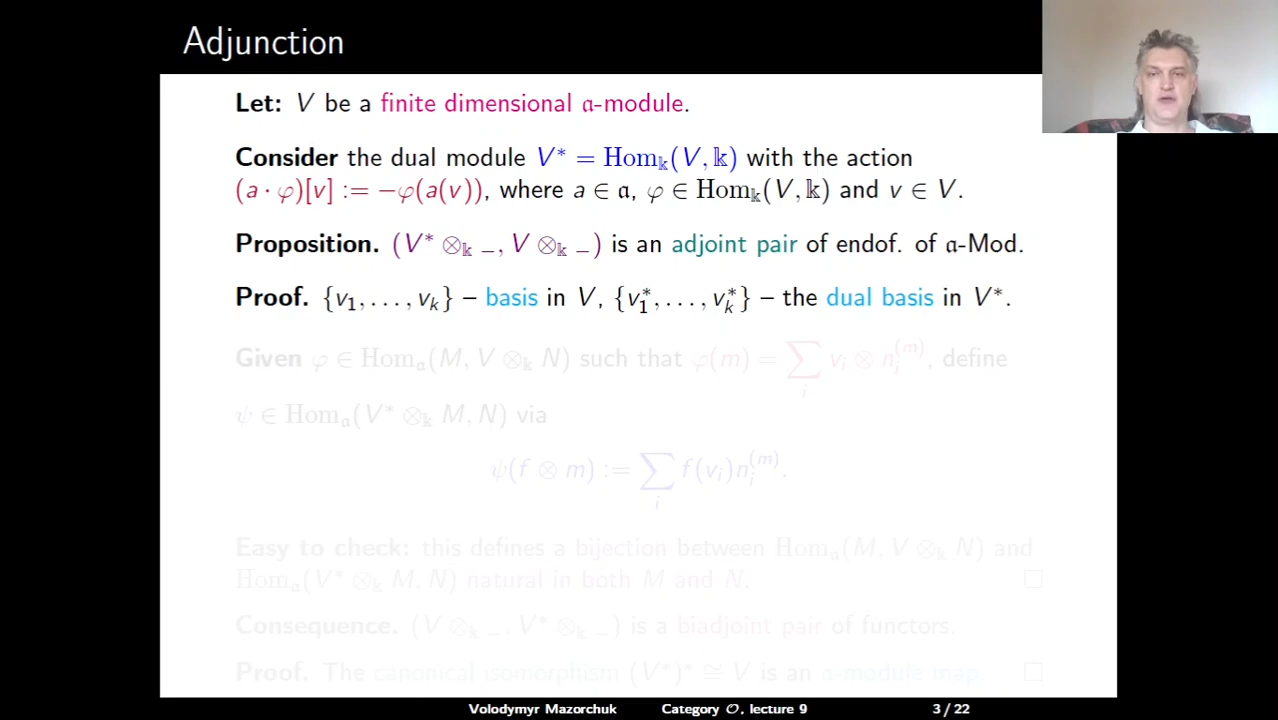 Adjunction
Let: V be a finite dimensional 𝔞-module.
Consider the dual module V* = Hom_𝕜(V, 𝕜) with the action
(a · φ)[v] := −φ(a(v)), where a ∈ 𝔞, φ ∈ Hom_𝕜(V, 𝕜) and v ∈ V.
Proposition. (V* ⊗_𝕜 −, V ⊗_𝕜 −) is an adjoint pair of endof. of 𝔞-Mod.
Proof. {v₁, . . . , v_k} – basis in V, {v₁*, . . . , v_k*} – the dual basis in V*.
Given φ ∈ Hom_𝔞(M, V ⊗_𝕜 N) such that φ(m) = ∑_i v_i ⊗ n_i^(m), define
ψ ∈ Hom_𝔞(V* ⊗_𝕜 M, N) via
ψ(f ⊗ m) := ∑_i f(v_i)n_i^(m).
Easy to check: this defines a bijection between Hom_𝔞(M, V ⊗_𝕜 N) and
Hom_𝔞(V* ⊗_𝕜 M, N) natural in both M and N. □
Consequence. (V ⊗_𝕜 −, V* ⊗_𝕜 −) is a biadjoint pair of functors.
Proof. The canonical isomorphism (V*)* ≅ V is an 𝔞-module map. □
Volodymyr Mazorchuk Category 𝒪, lecture 9 3 / 22